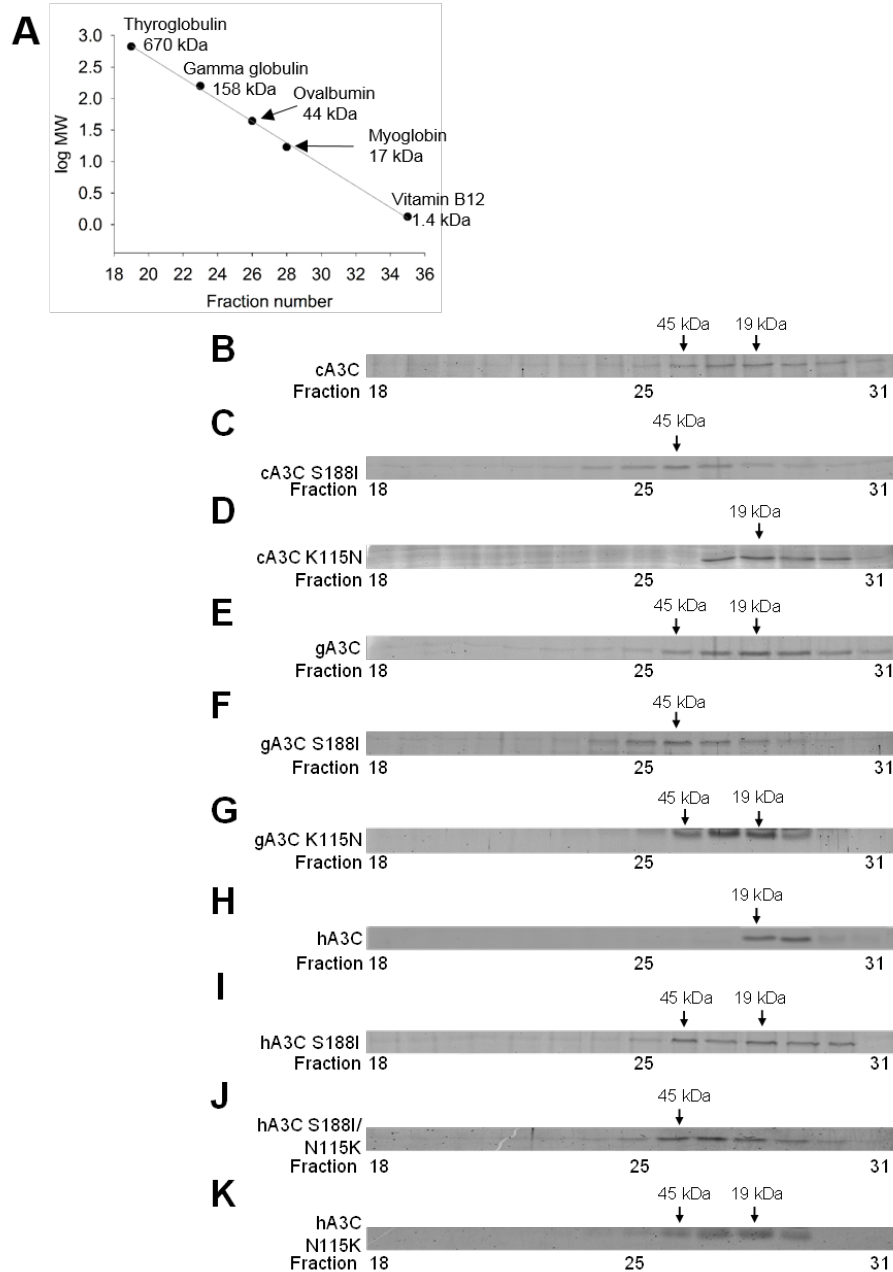 A
Thyroglobulin
670 kDa
Gamma globulin
158 kDa
Ovalbumin
44 kDa
Myoglobin
17 kDa
Vitamin B12
1.4 kDa
log MW
3.0
2.5
2.0
1.5
1.0
0.5
0.0
18 20 22 24 26 28 30 32 34 36
Fraction number
B
45 kDa 19 kDa
cA3C
Fraction 18 25 31
C
45 kDa
cA3C S188I
Fraction 18 25 31
D
19 kDa
cA3C K115N
Fraction 18 25 31
E
45 kDa 19 kDa
gA3C
Fraction 18 25 31
F
45 kDa
gA3C S188I
Fraction 18 25 31
G
45 kDa 19 kDa
gA3C K115N
Fraction 18 25 31
H
19 kDa
hA3C
Fraction 18 25 31
I
45 kDa 19 kDa
hA3C S188I
Fraction 18 25 31
J
45 kDa
hA3C S188I/
N115K
Fraction 18 25 31
K
45 kDa 19 kDa
hA3C
N115K
Fraction 18 25 31